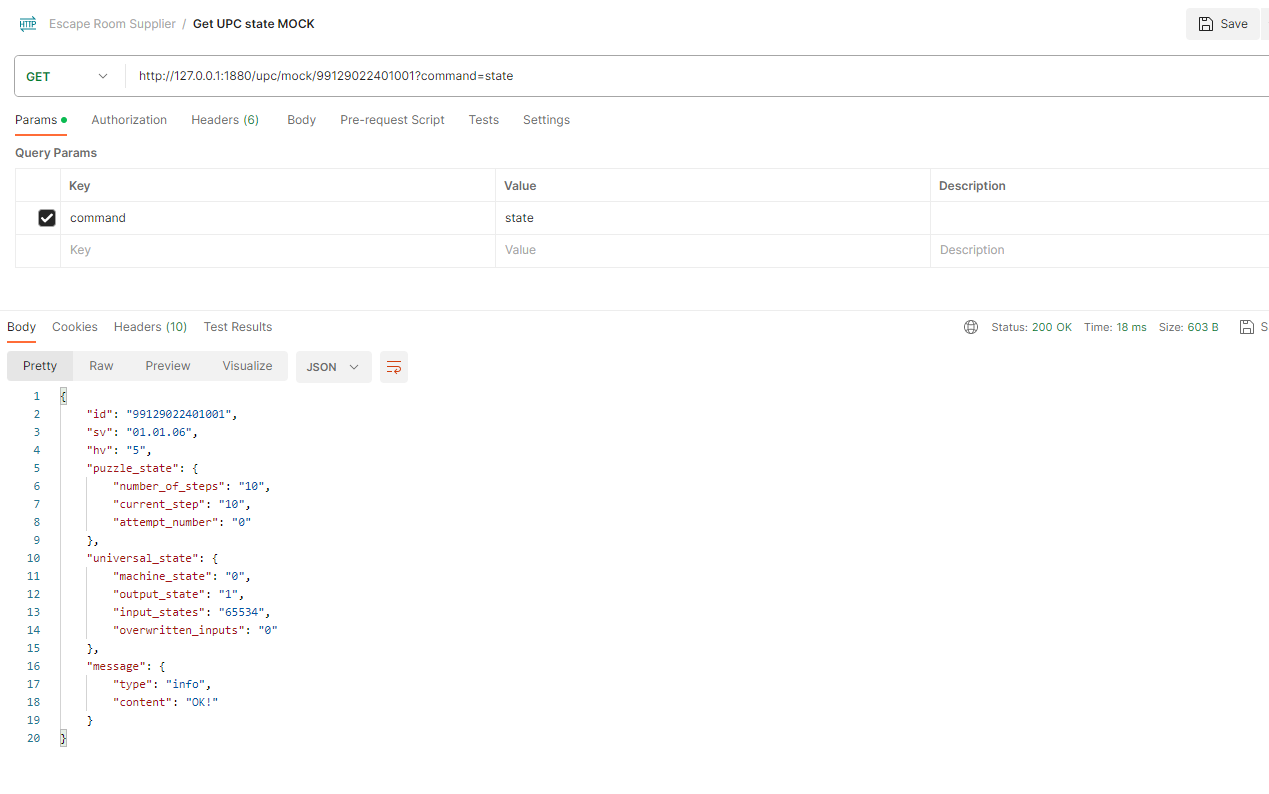 HTTP Escape Room Supplier / Get UPC state MOCK Save
GET http://127.0.0.1:1880/upc/mock/99129022401001?command=state
Params Authorization Headers (6) Body Pre-request Script Tests Settings
Query Params
Key Value Description
command state
Key Value Description
Body Cookies Headers (10) Test Results Status: 200 OK Time: 18 ms Size: 603 B S
Pretty Raw Preview Visualize JSON
1 {
2 "id": "99129022401001",
3 "sv": "01.01.06",
4 "hv": "5",
5 "puzzle_state": {
6 "number_of_steps": "10",
7 "current_step": "10",
8 "attempt_number": "0"
9 },
10 "universal_state": {
11 "machine_state": "0",
12 "output_state": "1",
13 "input_states": "65534",
14 "overwritten_inputs": "0"
15 },
16 "message": {
17 "type": "info",
18 "content": "OK!"
19 }
20 }